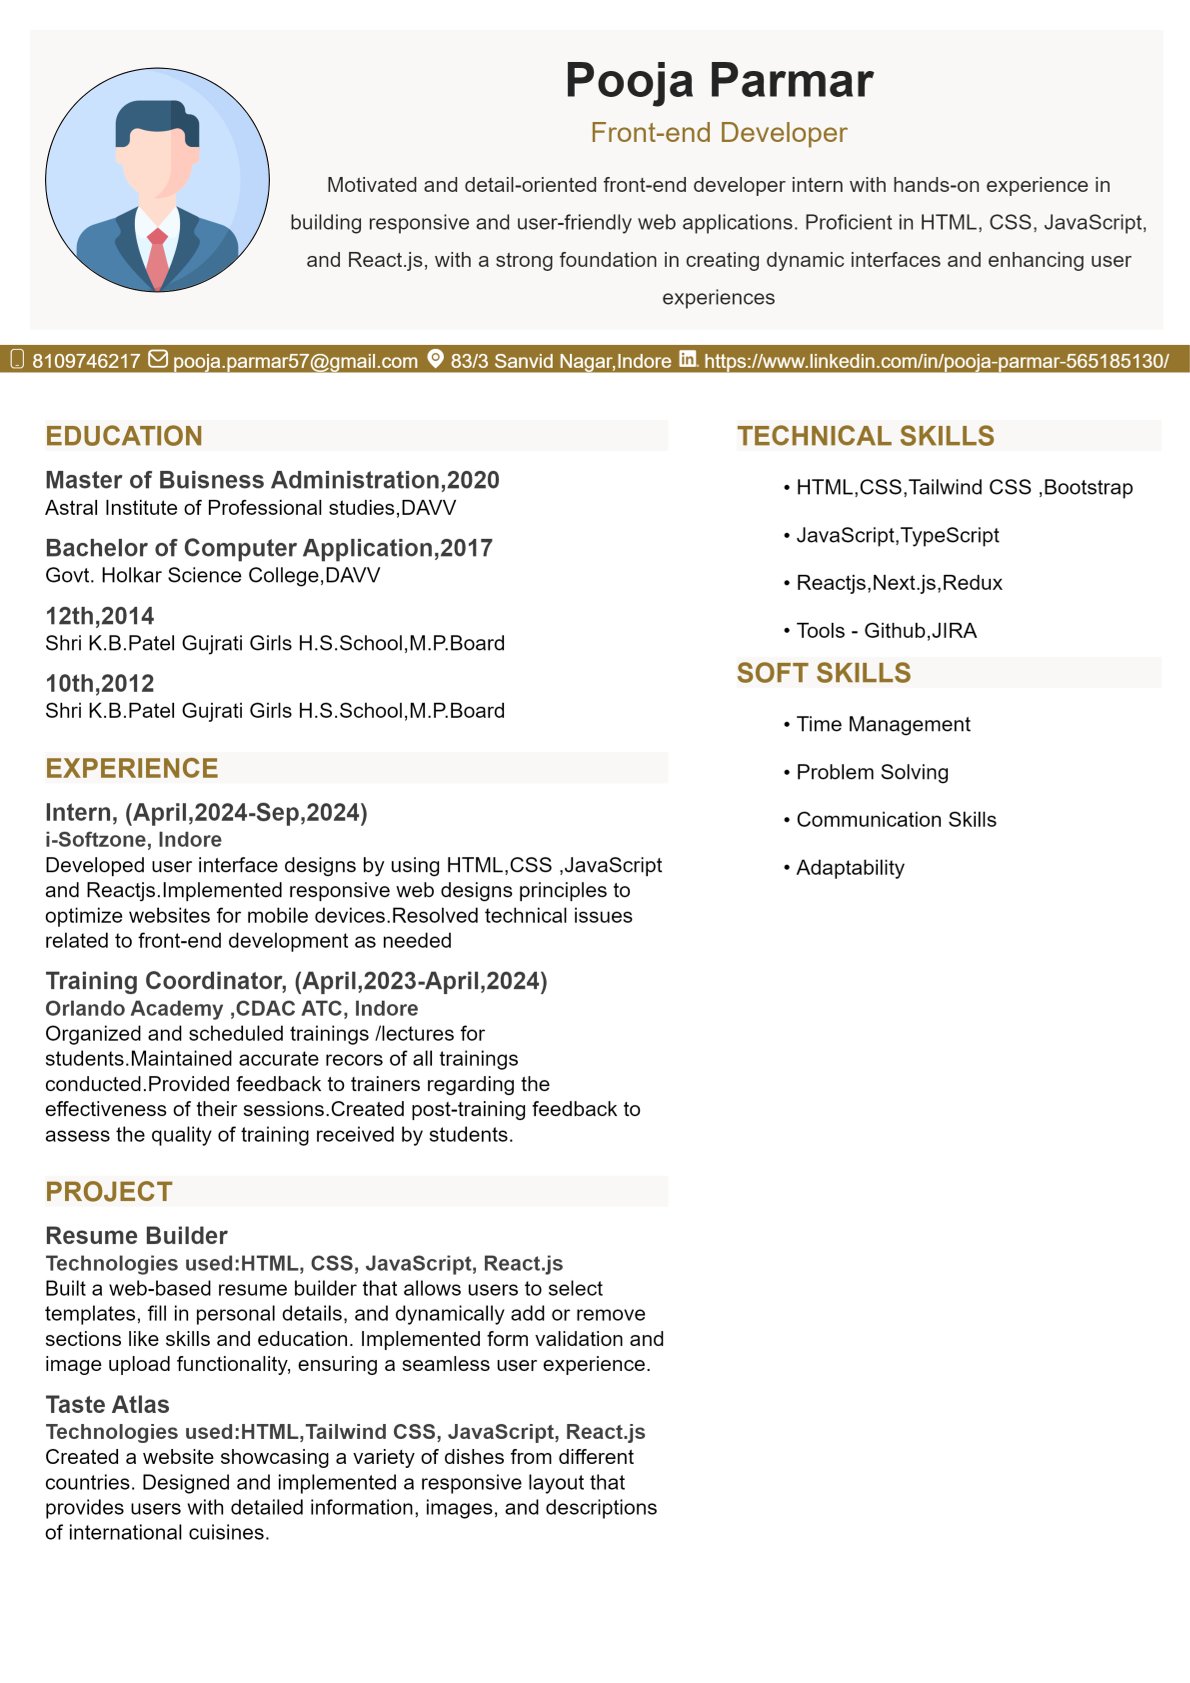 Pooja Parmar
Front-end Developer
Motivated and detail-oriented front-end developer intern with hands-on experience in
building responsive and user-friendly web applications. Proficient in HTML, CSS, JavaScript,
and React.js, with a strong foundation in creating dynamic interfaces and enhancing user
experiences
8109746217 pooja.parmar57@gmail.com 83/3 Sanvid Nagar,Indore https://www.linkedin.com/in/pooja-parmar-565185130/
EDUCATION
Master of Buisness Administration,2020
Astral Institute of Professional studies,DAVV
Bachelor of Computer Application,2017
Govt. Holkar Science College,DAVV
12th,2014
Shri K.B.Patel Gujrati Girls H.S.School,M.P.Board
10th,2012
Shri K.B.Patel Gujrati Girls H.S.School,M.P.Board
EXPERIENCE
Intern, (April,2024-Sep,2024)
i-Softzone, Indore
Developed user interface designs by using HTML,CSS ,JavaScript
and Reactjs.Implemented responsive web designs principles to
optimize websites for mobile devices.Resolved technical issues
related to front-end development as needed
Training Coordinator, (April,2023-April,2024)
Orlando Academy ,CDAC ATC, Indore
Organized and scheduled trainings /lectures for
students.Maintained accurate recors of all trainings
conducted.Provided feedback to trainers regarding the
effectiveness of their sessions.Created post-training feedback to
assess the quality of training received by students.
PROJECT
Resume Builder
Technologies used:HTML, CSS, JavaScript, React.js
Built a web-based resume builder that allows users to select
templates, fill in personal details, and dynamically add or remove
sections like skills and education. Implemented form validation and
image upload functionality, ensuring a seamless user experience.
Taste Atlas
Technologies used:HTML,Tailwind CSS, JavaScript, React.js
Created a website showcasing a variety of dishes from different
countries. Designed and implemented a responsive layout that
provides users with detailed information, images, and descriptions
of international cuisines.
TECHNICAL SKILLS
• HTML,CSS,Tailwind CSS ,Bootstrap
• JavaScript,TypeScript
• Reactjs,Next.js,Redux
• Tools - Github,JIRA
SOFT SKILLS
• Time Management
• Problem Solving
• Communication Skills
• Adaptability